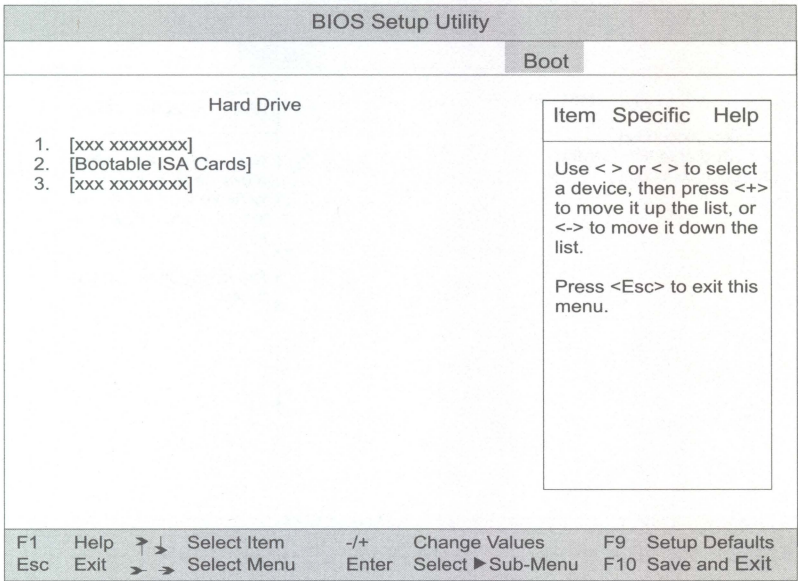 BIOS Setup Utility
Boot
Hard Drive
1. [xxx xxxxxxxx]
2. [Bootable ISA Cards]
3. [xxx xxxxxxxx]
Item Specific Help
Use < > or < > to select
a device, then press <+>
to move it up the list, or
<-> to move it down the
list.
Press <Esc> to exit this
menu.
F1 Help Select Item -/+ Change Values F9 Setup Defaults
Esc Exit Select Menu Enter Select ▶Sub-Menu F10 Save and Exit